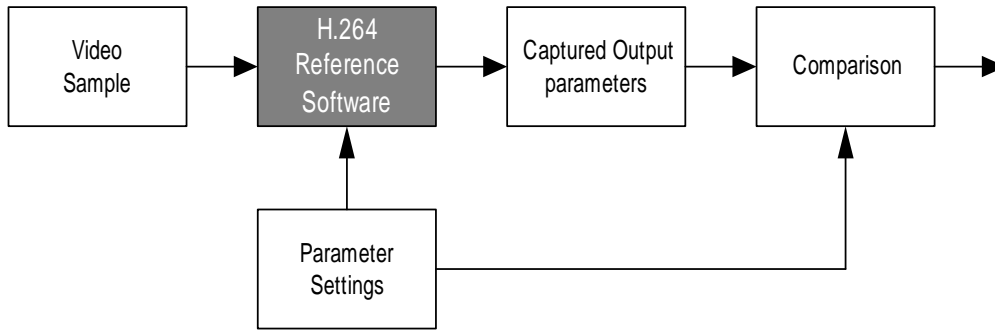 Video
Sample
H.264
Reference
Software
Captured Output
parameters
Comparison
Parameter
Settings